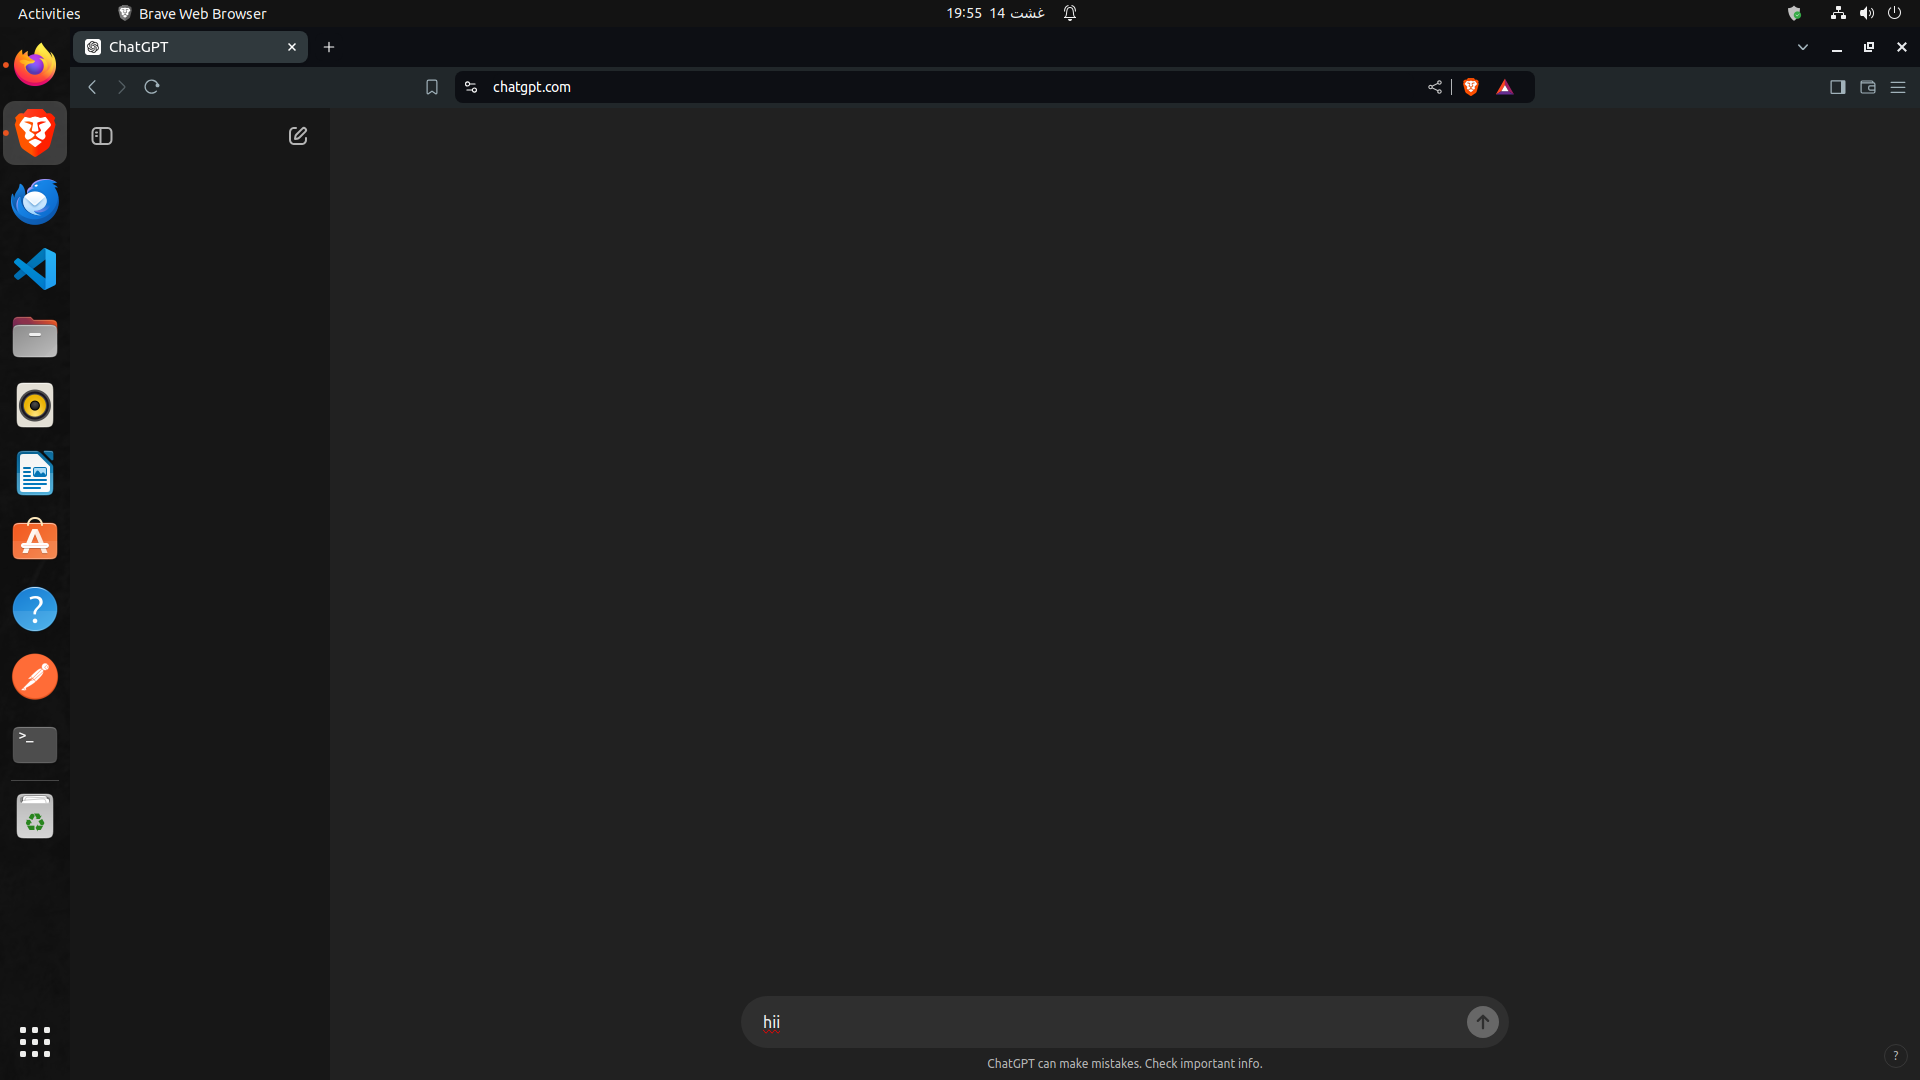 Activities
Brave Web Browser
19:55 14 غشت
ChatGPT
chatgpt.com
hii
ChatGPT can make mistakes. Check important info.
?